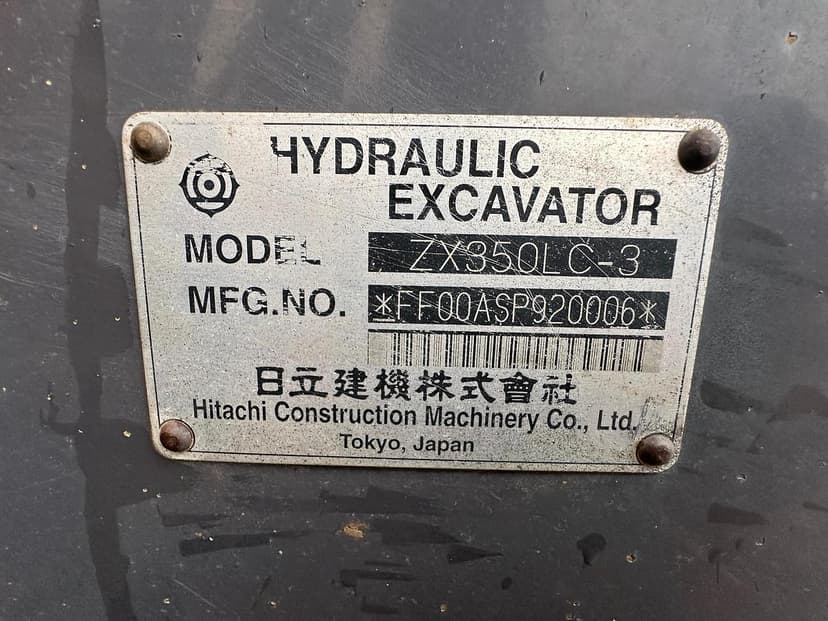 HYDRAULIC
EXCAVATOR
MODEL ZX350LC-3
MFG.NO. *FF00ASP920006*
日立建機株式會社
Hitachi Construction Machinery Co., Ltd.
Tokyo, Japan